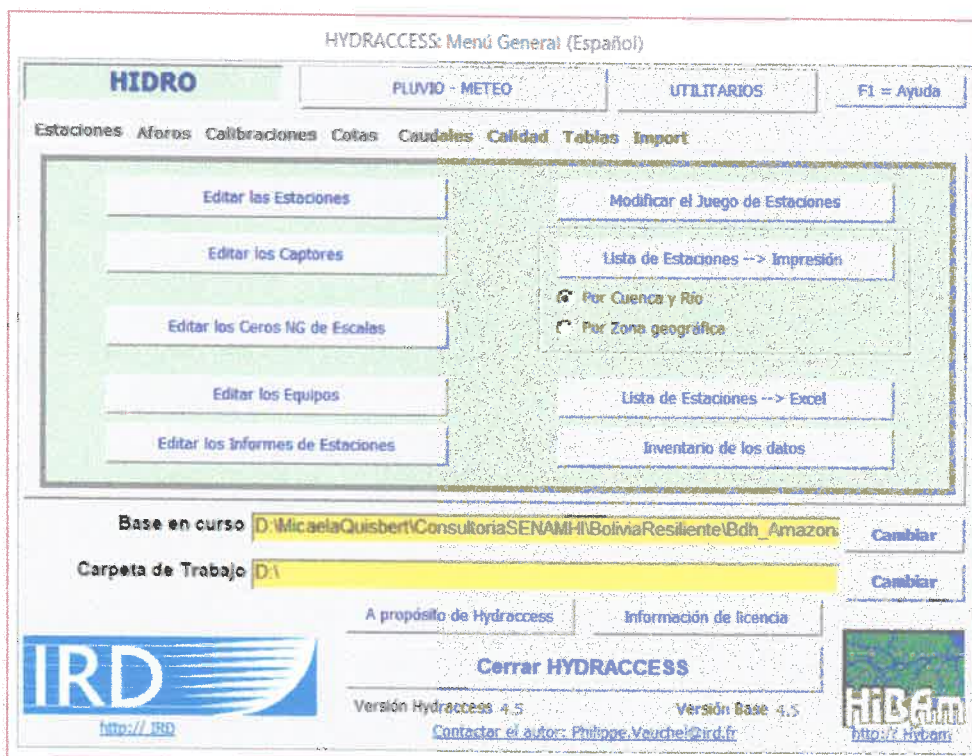 HYDRACCESS: Menú General (Español)
HIDRO
PLUVIO - METEO
UTILITARIOS
F1 = Ayuda
Estaciones Aforos Calibraciones Cotas Caudales Calidad Tablas Import
Editar las Estaciones
Editar los Captores
Editar los Ceros NG de Escalas
Editar los Equipos
Editar los Informes de Estaciones
Modificar el Juego de Estaciones
Lista de Estaciones --> Impresión
Por Cuenca y Río
Por Zona geográfica
Lista de Estaciones --> Excel
Inventario de los datos
Base en curso D:\MicaelaQuisbert\ConsultoriaSENAMHI\BoliviaResiliente\Bdh_Amazon
Cambiar
Carpeta de Trabajo D:\
Cambiar
A propósito de Hydraccess
Información de licencia
IRD
http:// IRD
Cerrar HYDRACCESS
Versión Hydraccess 4.5
Versión Base 4.5
Contactar el autor: Philippe.Vauchel@ird.fr
HiBAm
http:// Hybam